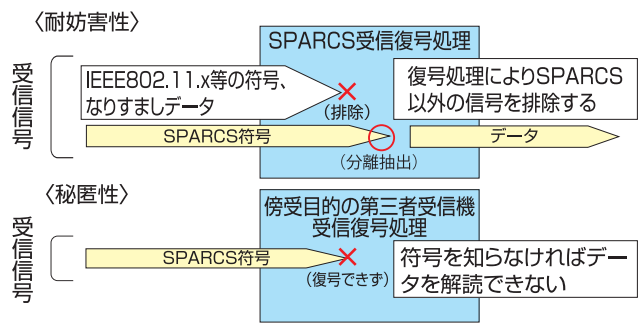 〈耐妨害性〉
SPARCS受信復号処理
受信信号
IEEE802.11.x等の符号、
なりすましデータ
(排除)
復号処理によりSPARCS
以外の信号を排除する
SPARCS符号
データ
(分離抽出)
〈秘匿性〉
傍受目的の第三者受信機
受信復号処理
受信信号
SPARCS符号
(復号できず)
符号を知らなければデー
タを解読できない